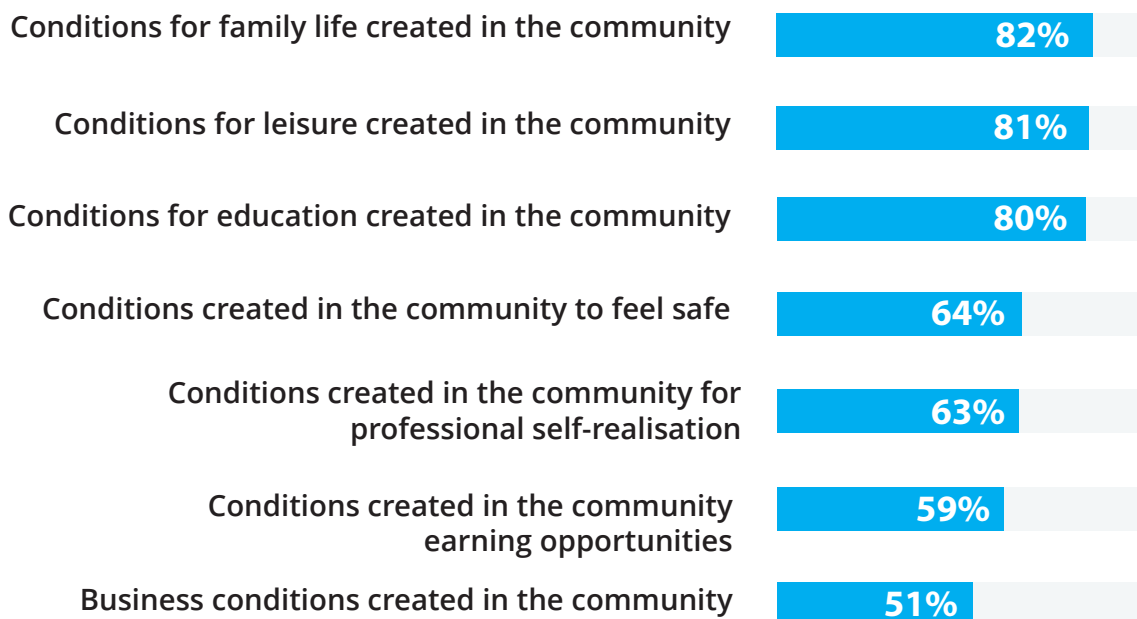 Conditions for family life created in the community 82%
Conditions for leisure created in the community 81%
Conditions for education created in the community 80%
Conditions created in the community to feel safe 64%
Conditions created in the community for
professional self-realisation 63%
Conditions created in the community
earning opportunities 59%
Business conditions created in the community 51%